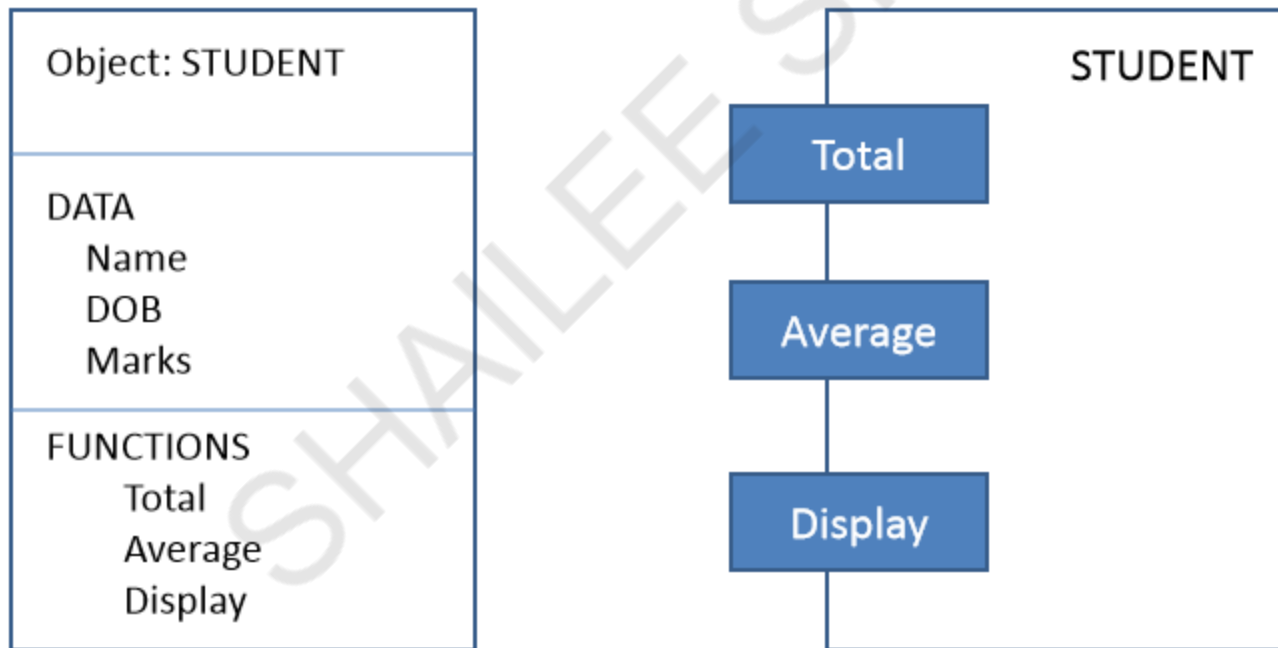 Object: STUDENT
DATA
Name
DOB
Marks
FUNCTIONS
Total
Average
Display
STUDENT
Total
Average
Display
SHAILEE